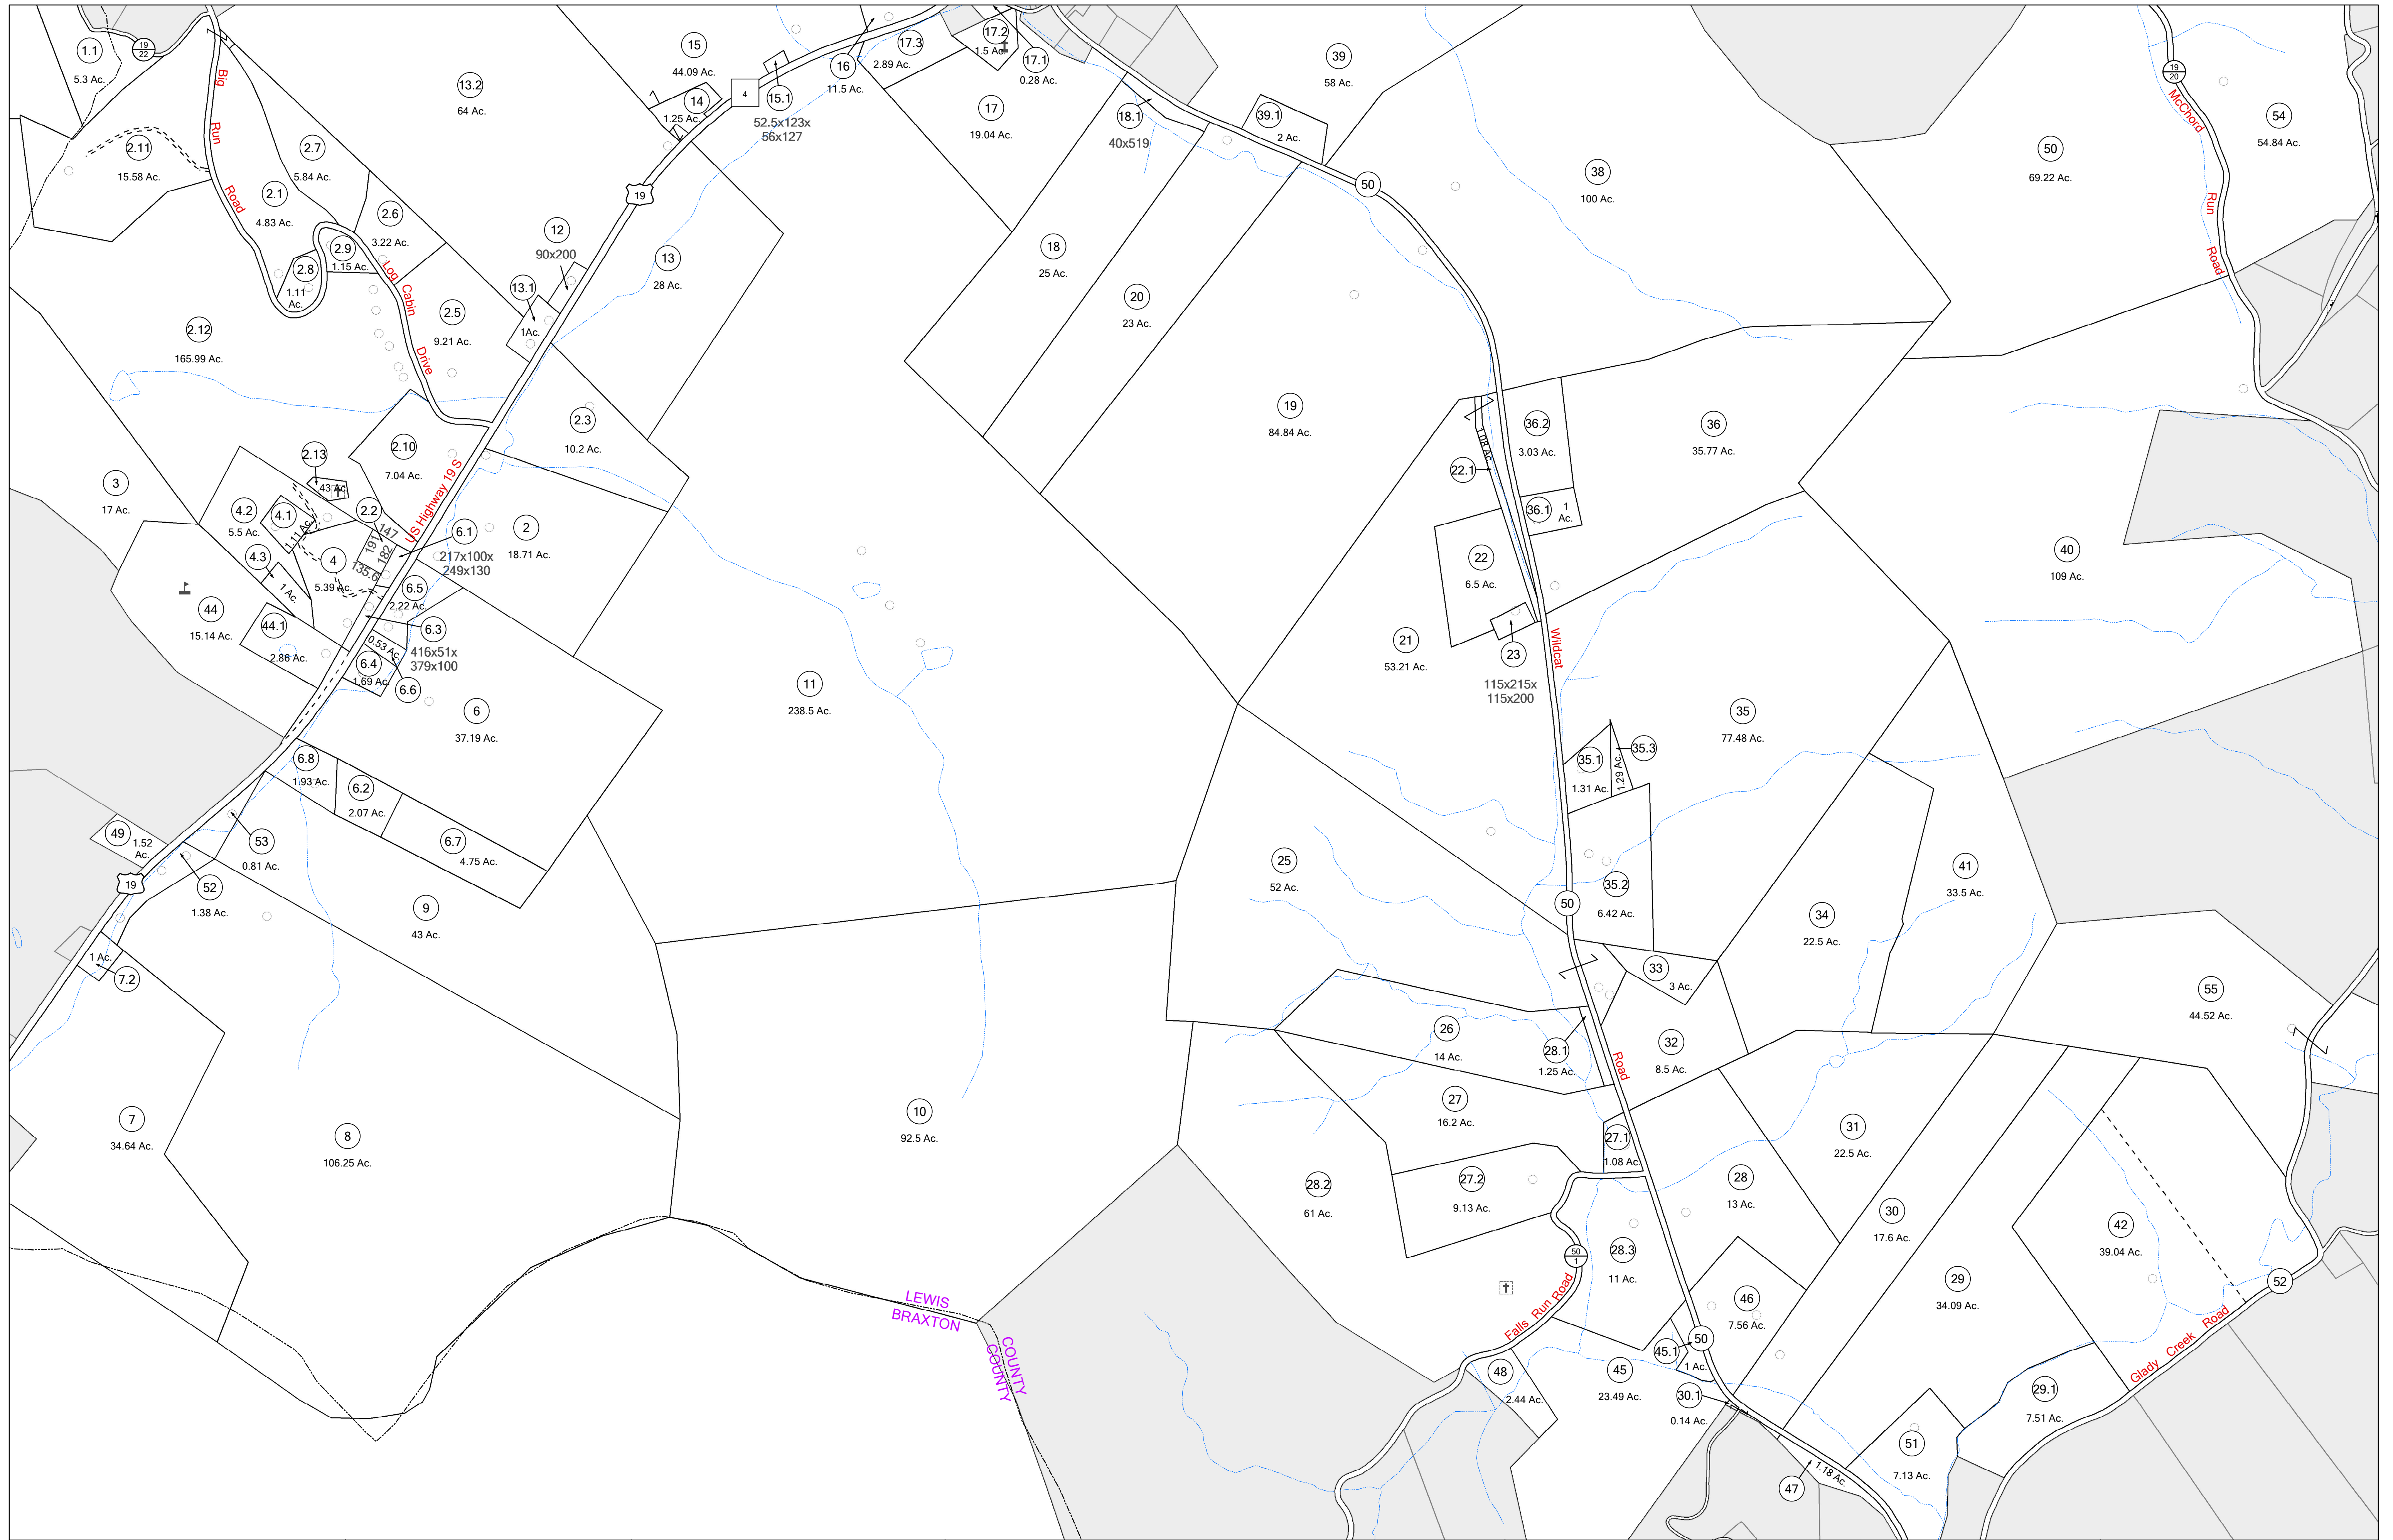 1.1
5.3 Ac.
19
22
Big
Run
Road
13.2
64 Ac.
15
44.09 Ac.
14
1.25 Ac.
4
15.1
52.5x123x
56x127
16
11.5 Ac.
17.3
2.89 Ac.
17.2
1.5 Ac.
17.1
0.28 Ac.
17
19.04 Ac.
18.1
40x519
39
58 Ac.
39.1
2 Ac.
50
38
100 Ac.
50
69.22 Ac.
19
20
McChord
Run
Road
54
54.84 Ac.
2.11
15.58 Ac.
2.7
5.84 Ac.
2.1
4.83 Ac.
2.6
3.22 Ac.
2.9
1.15 Ac.
2.8
1.11
Ac.
Log
Cabin
Drive
2.5
9.21 Ac.
12
90x200
13.1
1Ac.
19
13
28 Ac.
18
25 Ac.
20
23 Ac.
2.12
165.99 Ac.
2.3
10.2 Ac.
19
84.84 Ac.
36.2
3.03 Ac.
36
35.77 Ac.
1.08 Ac.
22.1
36.1
1
Ac.
2.10
7.04 Ac.
US Highway 19 S
2.13
.43 Ac.
3
17 Ac.
4.2
5.5 Ac.
4.1
1.11 Ac.
2.2
147
191
182
135.6
6.1
217x100x
249x130
2
18.71 Ac.
4.3
1 Ac.
4
5.39 Ac.
6.5
2.22 Ac.
22
6.5 Ac.
40
109 Ac.
44
15.14 Ac.
44.1
2.86 Ac.
6.3
416x51x
379x100
0.53 Ac.
6.4
1.69 Ac.
6.6
21
53.21 Ac.
23
115x215x
115x200
Wildcat
6
37.19 Ac.
11
238.5 Ac.
35
77.48 Ac.
35.1
1.31 Ac.
35.3
1.29 Ac.
6.8
1.93 Ac.
6.2
2.07 Ac.
6.7
4.75 Ac.
49
1.52
Ac.
53
0.81 Ac.
19
52
1.38 Ac.
9
43 Ac.
25
52 Ac.
50
35.2
6.42 Ac.
34
22.5 Ac.
41
33.5 Ac.
1 Ac.
7.2
33
3 Ac.
55
44.52 Ac.
26
14 Ac.
28.1
1.25 Ac.
Road
32
8.5 Ac.
7
34.64 Ac.
8
106.25 Ac.
10
92.5 Ac.
27
16.2 Ac.
27.1
1.08 Ac.
31
22.5 Ac.
28.2
61 Ac.
27.2
9.13 Ac.
28
13 Ac.
30
17.6 Ac.
42
39.04 Ac.
50
1
28.3
11 Ac.
Falls Run Road
46
7.56 Ac.
29
34.09 Ac.
52
Glady Creek Road
LEWIS
BRAXTON
COUNTY
COUNTY
50
45.1
1 Ac.
48
2.44 Ac.
45
23.49 Ac.
30.1
0.14 Ac.
29.1
7.51 Ac.
51
7.13 Ac.
47
1.18 Ac.